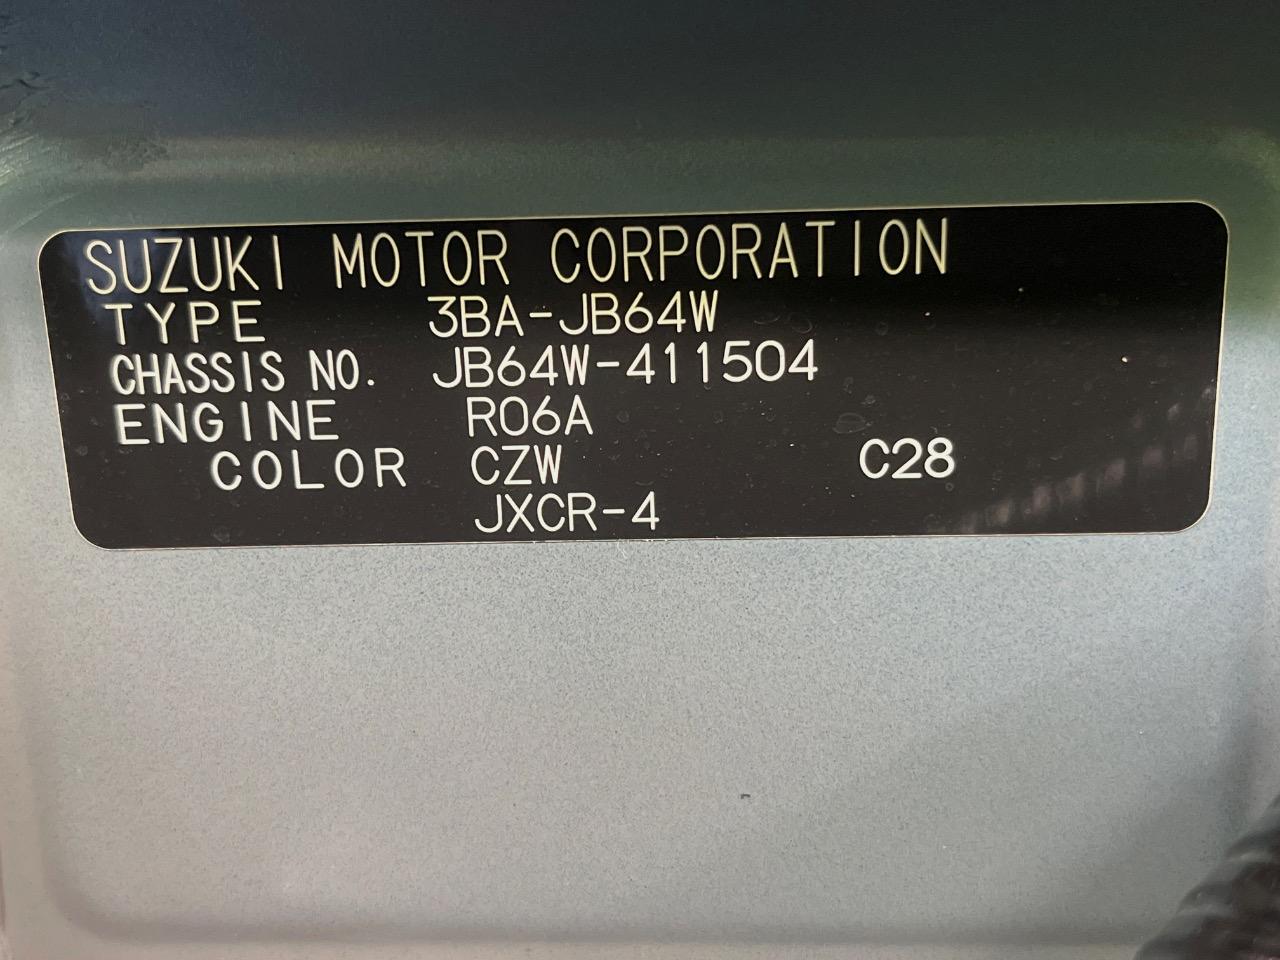 SUZUKI MOTOR CORPORATION
TYPE 3BA-JB64W
CHASSIS NO. JB64W-411504
ENGINE R06A
COLOR CZW C28
JXCR-4